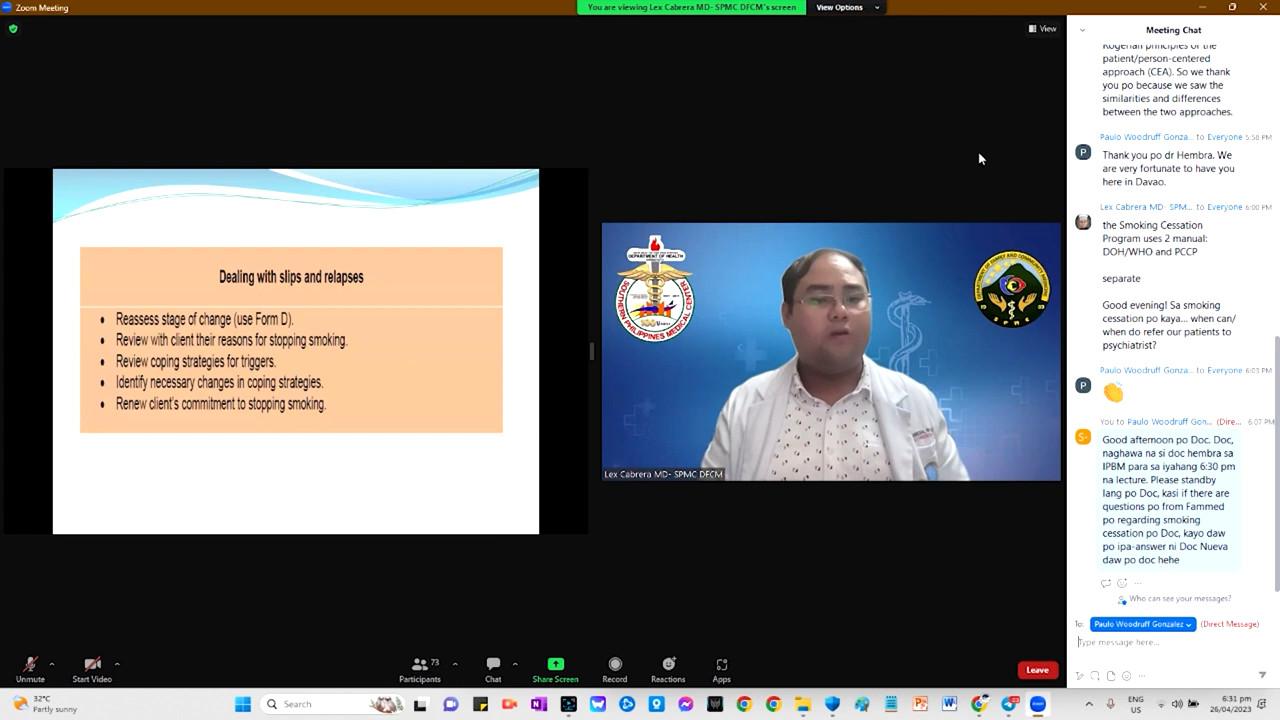 Zoom Meeting
You are viewing Lex Cabrera MD- SPMC DFCM's screen
View Options
View
Dealing with slips and relapses
Reassess stage of change (use Form D).
Review with client their reasons for stopping smoking.
Review coping strategies for triggers.
Identify necessary changes in coping strategies.
Renew client's commitment to stopping smoking.
DEPARTMENT OF HEALTH
SOUTHERN PHILIPPINES MEDICAL CENTER
SPMC
Lex Cabrera MD- SPMC DFCM
Meeting Chat
Rogerian principles of the
patient/person-centered
approach (CEA). So we thank
you po because we saw the
similarities and differences
between the two approaches.
Paulo Woodruff Gonza... to Everyone 5:58 PM
P
Thank you po dr Hembra. We
are very fortunate to have you
here in Davao.
Lex Cabrera MD- SPM... to Everyone 6:00 PM
the Smoking Cessation
Program uses 2 manual:
DOH/WHO and PCCP
separate
Good evening! Sa smoking
cessation po kaya... when can/
when do refer our patients to
psychiatrist?
Paulo Woodruff Gonza... to Everyone 6:03 PM
P
You to Paulo Woodruff Gon... (Dire... 6:07 PM
S-
Good afternoon po Doc. Doc,
naghawa na si doc hembra sa
IPBM para sa iyahang 6:30 pm
na lecture. Please standby
lang po Doc, kasi if there are
questions po from Fammed
po regarding smoking
cessation po Doc, kayo daw
po ipa-answer ni Doc Nueva
daw po doc hehe
Who can see your messages?
To: Paulo Woodruff Gonzalez (Direct Message)
Type message here...
Unmute
Start Video
73
Participants
Chat
Share Screen
Record
Reactions
Apps
Leave
32°C
Partly sunny
Search
ENG
US
6:31 pm
26/04/2023